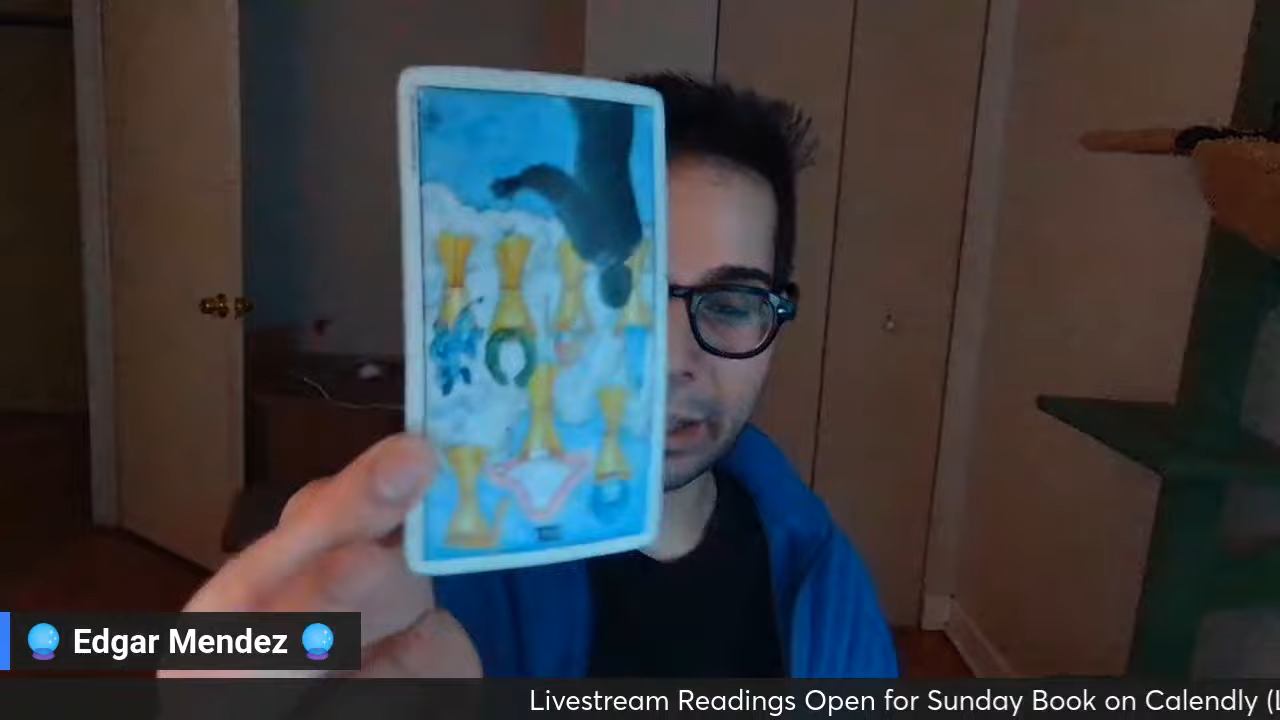 🔮 Edgar Mendez 🔮
Livestream Readings Open for Sunday Book on Calendly (